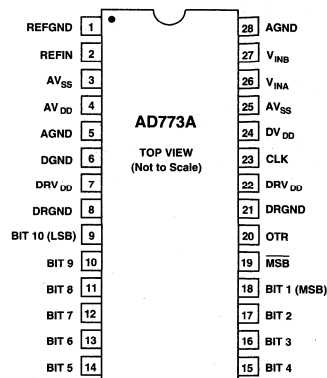 REFGND 1 28 AGND
REFIN 2 27 VINB
AVSS 3 26 VINA
AVDD 4 25 AVSS
AGND 5 24 DVDD
DGND 6 23 CLK
DRVDD 7 22 DRVDD
DRGND 8 21 DRGND
BIT 10 (LSB) 9 20 OTR
BIT 9 10 19 MSB
BIT 8 11 18 BIT 1 (MSB)
BIT 7 12 17 BIT 2
BIT 6 13 16 BIT 3
BIT 5 14 15 BIT 4
AD773A
TOP VIEW
(Not to Scale)